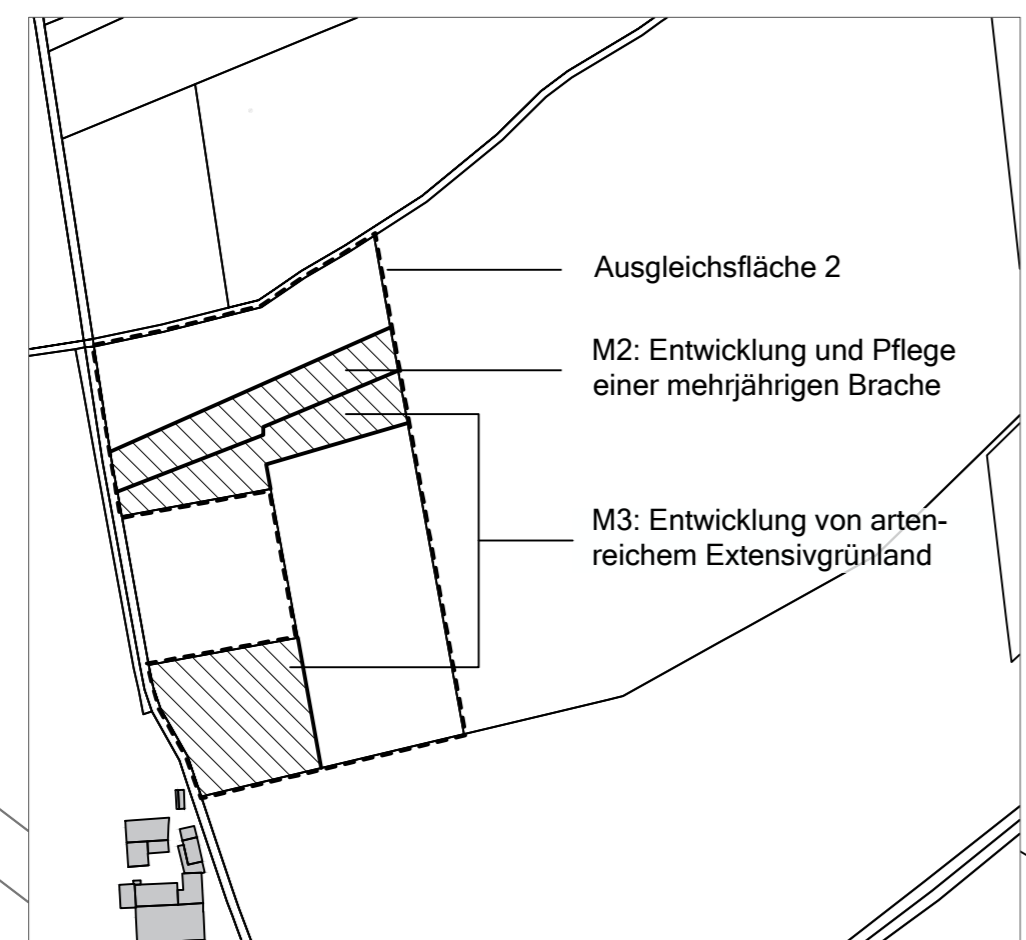 Ausgleichsfläche 2
M2: Entwicklung und Pflege
einer mehrjährigen Brache
M3: Entwicklung von arten-
reichem Extensivgrünland